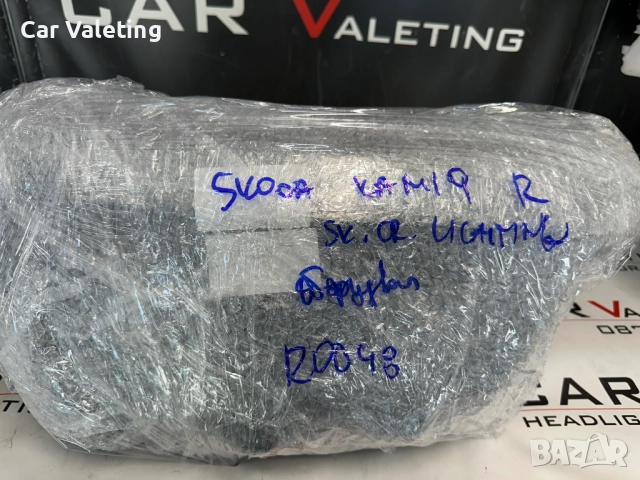 Car Valeting
CAR VALETING
SKODA KAMIQ R
SK. CR. LIGHTING
R0048
CAR V
087
CAR
HEADLIG
BAZAR